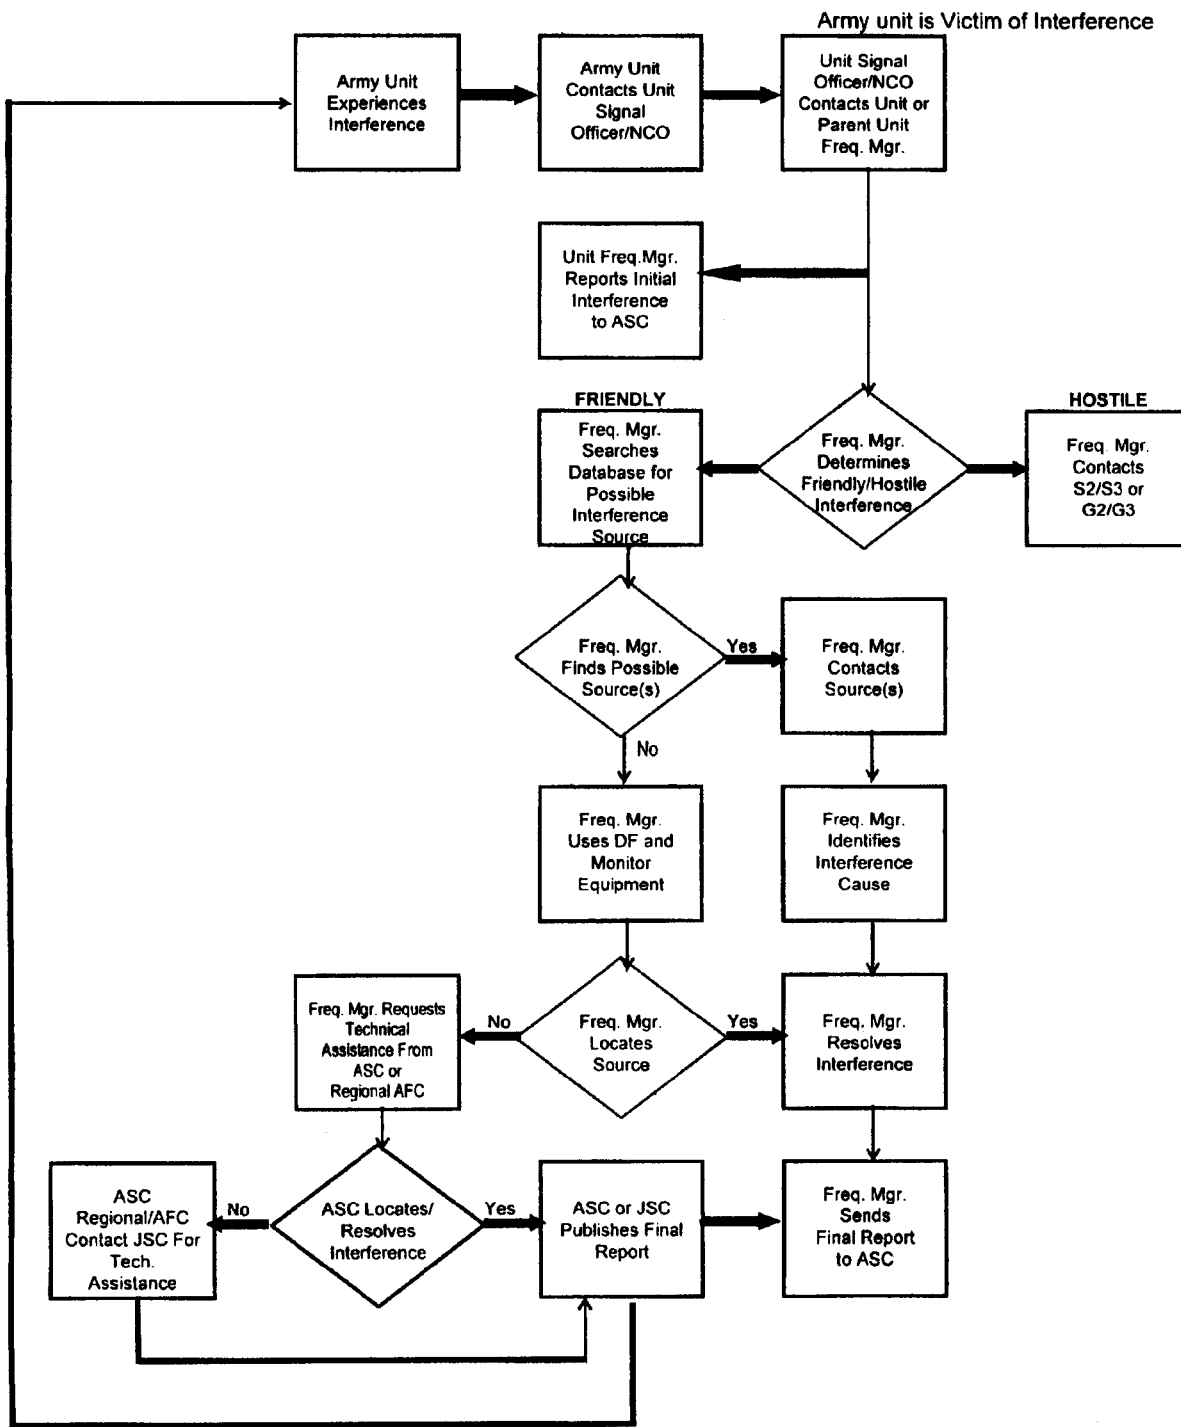 Army unit is Victim of Interference
Army Unit
Experiences
Interference
Army Unit
Contacts Unit
Signal
Officer/NCO
Unit Signal
Officer/NCO
Contacts Unit or
Parent Unit
Freq. Mgr.
Unit Freq.Mgr.
Reports Initial
Interference
to ASC
FRIENDLY
Freq. Mgr.
Searches
Database for
Possible
Interference
Source
Freq. Mgr.
Determines
Friendly/Hostile
Interference
HOSTILE
Freq. Mgr.
Contacts
S2/S3 or
G2/G3
Freq. Mgr.
Finds Possible
Source(s)
Yes
Freq. Mgr.
Contacts
Source(s)
No
Freq. Mgr.
Uses DF and
Monitor
Equipment
Freq. Mgr.
Identifies
Interference
Cause
Freq. Mgr. Requests
Technical
Assistance From
ASC or
Regional AFC
No
Freq. Mgr.
Locates
Source
Yes
Freq. Mgr.
Resolves
Interference
ASC
Regional/AFC
Contact JSC For
Tech.
Assistance
No
ASC Locates/
Resolves
Interference
Yes
ASC or JSC
Publishes Final
Report
Freq. Mgr.
Sends
Final Report
to ASC